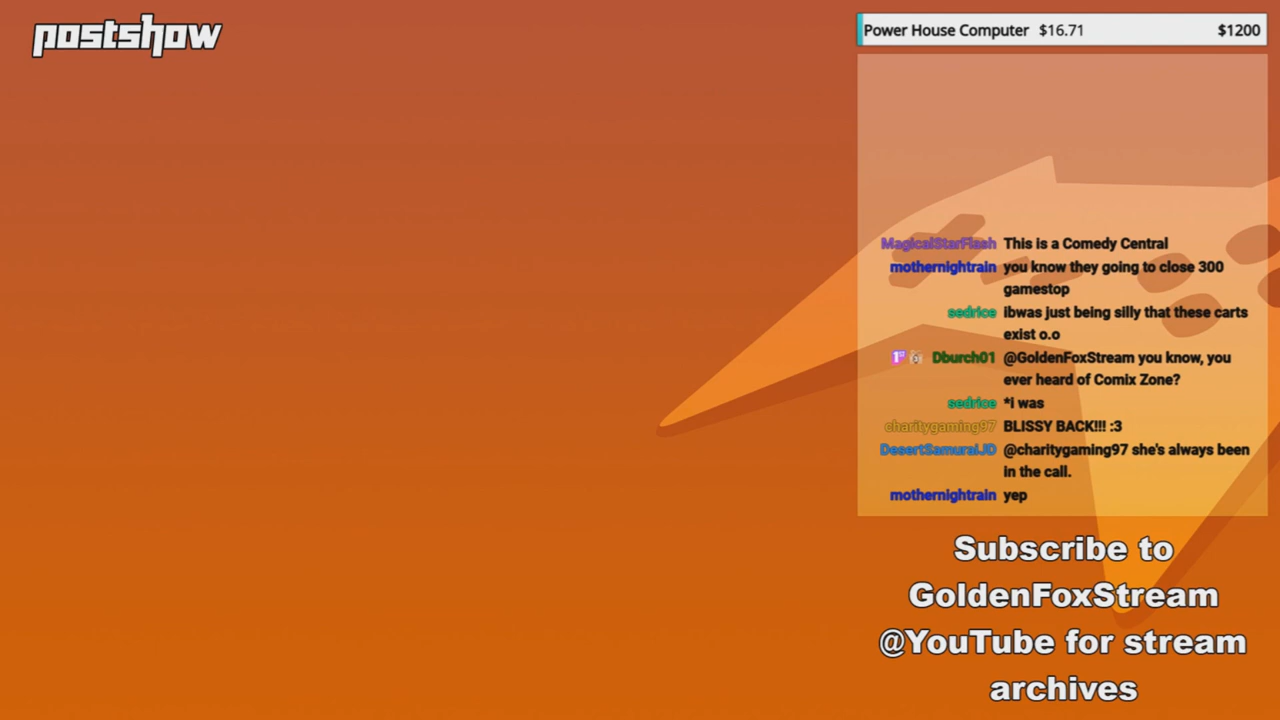 postshow
Power House Computer $16.71 $1200
MagicalStarFlash This is a Comedy Central
mothernightrain you know they going to close 300
gamestop
sedrice ibwas just being silly that these carts
exist o.o
Dburch01 @GoldenFoxStream you know, you
ever heard of Comix Zone?
sedrice *i was
charitygaming97 BLISSY BACK!!! :3
DesertSamuraiJD @charitygaming97 she's always been
in the call.
mothernightrain yep
Subscribe to
GoldenFoxStream
@YouTube for stream
archives